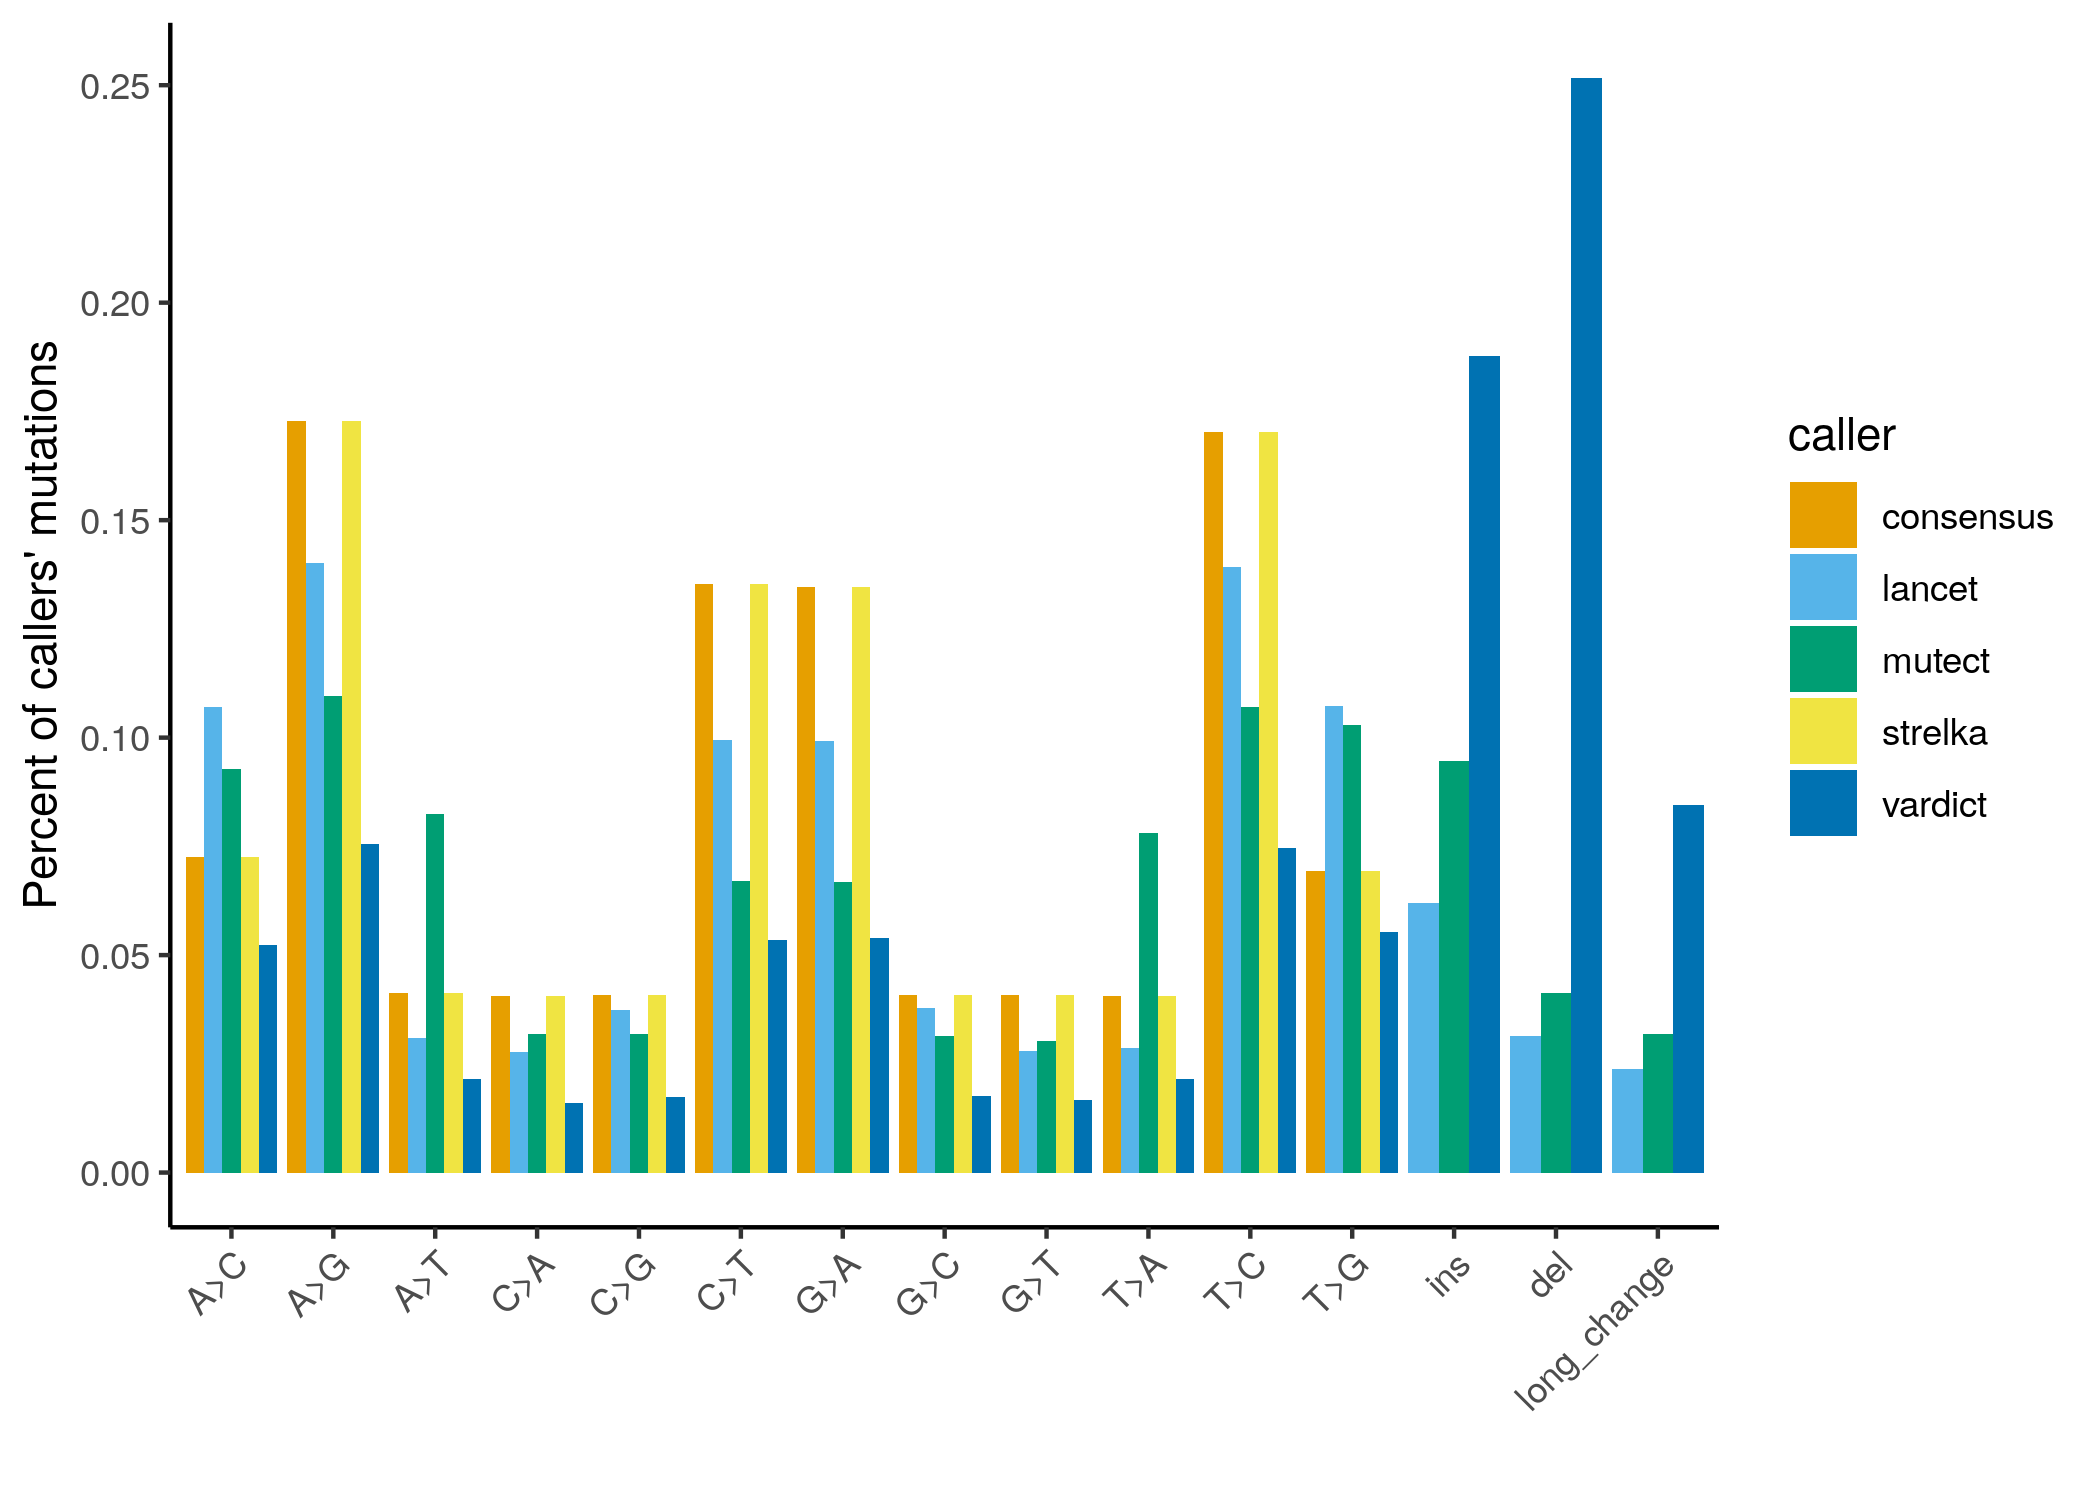 Percent of callers' mutations
0.25
0.20
0.15
0.10
0.05
0.00
A>C
A>G
A>T
C>A
C>G
C>T
G>A
G>C
G>T
T>A
T>C
T>G
ins
del
long_change
caller
consensus
lancet
mutect
strelka
vardict